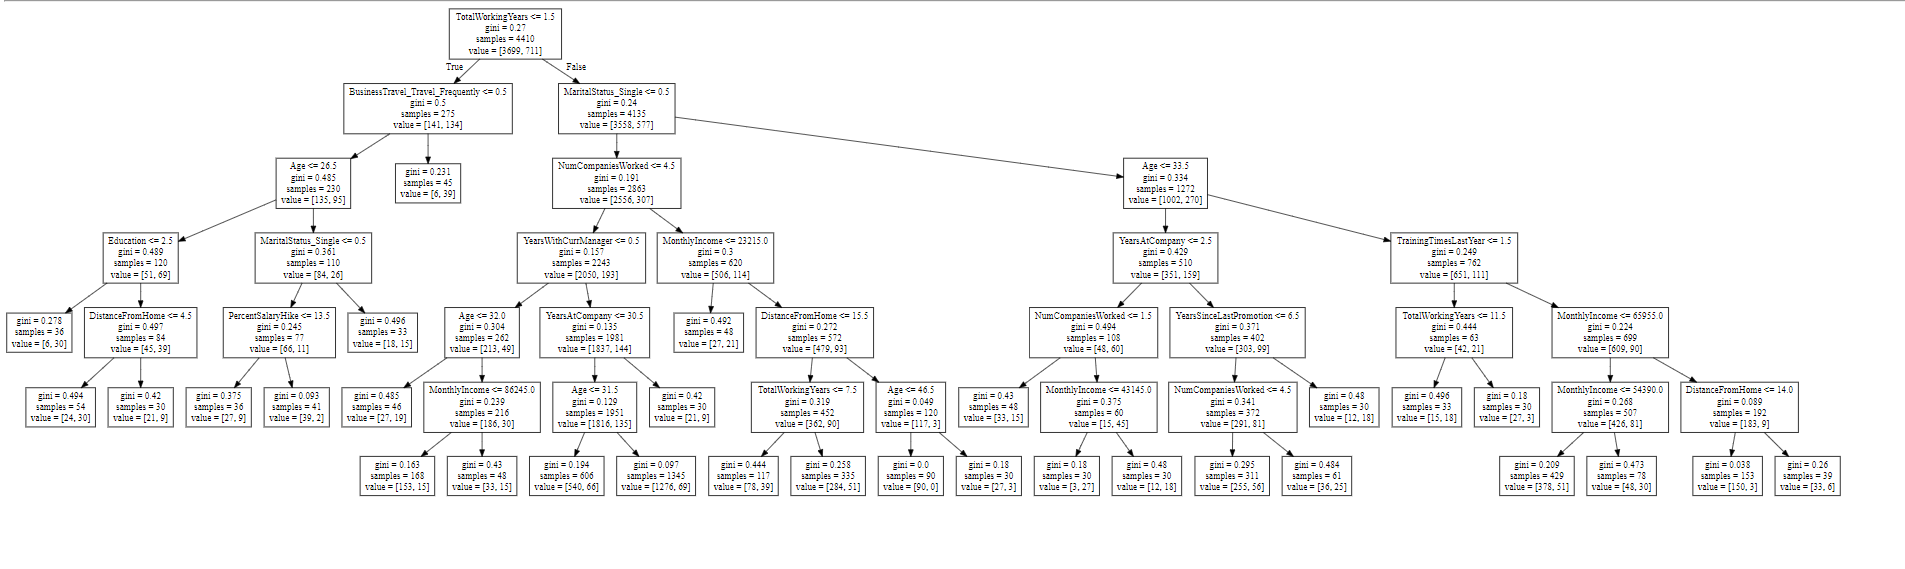 TotalWorkingYears <= 1.5
gini = 0.27
samples = 4410
value = [3699, 711]
True
False
BusinessTravel_Travel_Frequently <= 0.5
gini = 0.5
samples = 275
value = [141, 134]
MaritalStatus_Single <= 0.5
gini = 0.24
samples = 4135
value = [3558, 577]
Age <= 26.5
gini = 0.485
samples = 230
value = [135, 95]
gini = 0.231
samples = 45
value = [6, 39]
NumCompaniesWorked <= 4.5
gini = 0.191
samples = 2863
value = [2556, 307]
Age <= 33.5
gini = 0.334
samples = 1272
value = [1002, 270]
Education <= 2.5
gini = 0.489
samples = 120
value = [51, 69]
MaritalStatus_Single <= 0.5
gini = 0.361
samples = 110
value = [84, 26]
YearsWithCurrManager <= 0.5
gini = 0.157
samples = 2243
value = [2050, 193]
MonthlyIncome <= 23215.0
gini = 0.3
samples = 620
value = [506, 114]
YearsAtCompany <= 2.5
gini = 0.429
samples = 510
value = [351, 159]
TrainingTimesLastYear <= 1.5
gini = 0.249
samples = 762
value = [651, 111]
gini = 0.278
samples = 36
value = [6, 30]
DistanceFromHome <= 4.5
gini = 0.497
samples = 84
value = [45, 39]
PercentSalaryHike <= 13.5
gini = 0.245
samples = 77
value = [66, 11]
gini = 0.496
samples = 33
value = [18, 15]
Age <= 32.0
gini = 0.304
samples = 262
value = [213, 49]
YearsAtCompany <= 30.5
gini = 0.135
samples = 1981
value = [1837, 144]
gini = 0.492
samples = 48
value = [27, 21]
DistanceFromHome <= 15.5
gini = 0.272
samples = 572
value = [479, 93]
NumCompaniesWorked <= 1.5
gini = 0.494
samples = 108
value = [48, 60]
YearsSinceLastPromotion <= 6.5
gini = 0.371
samples = 402
value = [303, 99]
TotalWorkingYears <= 11.5
gini = 0.444
samples = 63
value = [42, 21]
MonthlyIncome <= 65955.0
gini = 0.224
samples = 699
value = [609, 90]
gini = 0.494
samples = 54
value = [24, 30]
gini = 0.42
samples = 30
value = [21, 9]
gini = 0.375
samples = 36
value = [27, 9]
gini = 0.093
samples = 41
value = [39, 2]
gini = 0.485
samples = 46
value = [27, 19]
MonthlyIncome <= 86245.0
gini = 0.239
samples = 216
value = [186, 30]
Age <= 31.5
gini = 0.129
samples = 1951
value = [1816, 135]
gini = 0.42
samples = 30
value = [21, 9]
TotalWorkingYears <= 7.5
gini = 0.319
samples = 452
value = [362, 90]
Age <= 46.5
gini = 0.049
samples = 120
value = [117, 3]
gini = 0.43
samples = 48
value = [33, 15]
MonthlyIncome <= 43145.0
gini = 0.375
samples = 60
value = [15, 45]
NumCompaniesWorked <= 4.5
gini = 0.341
samples = 372
value = [291, 81]
gini = 0.48
samples = 30
value = [12, 18]
gini = 0.496
samples = 33
value = [15, 18]
gini = 0.18
samples = 30
value = [27, 3]
MonthlyIncome <= 54390.0
gini = 0.268
samples = 507
value = [426, 81]
DistanceFromHome <= 14.0
gini = 0.089
samples = 192
value = [183, 9]
gini = 0.163
samples = 168
value = [153, 15]
gini = 0.43
samples = 48
value = [33, 15]
gini = 0.194
samples = 606
value = [540, 66]
gini = 0.097
samples = 1345
value = [1276, 69]
gini = 0.444
samples = 117
value = [78, 39]
gini = 0.258
samples = 335
value = [284, 51]
gini = 0.0
samples = 90
value = [90, 0]
gini = 0.18
samples = 30
value = [27, 3]
gini = 0.18
samples = 30
value = [3, 27]
gini = 0.48
samples = 30
value = [12, 18]
gini = 0.295
samples = 311
value = [255, 56]
gini = 0.484
samples = 61
value = [36, 25]
gini = 0.209
samples = 429
value = [378, 51]
gini = 0.473
samples = 78
value = [48, 30]
gini = 0.038
samples = 153
value = [150, 3]
gini = 0.26
samples = 39
value = [33, 6]